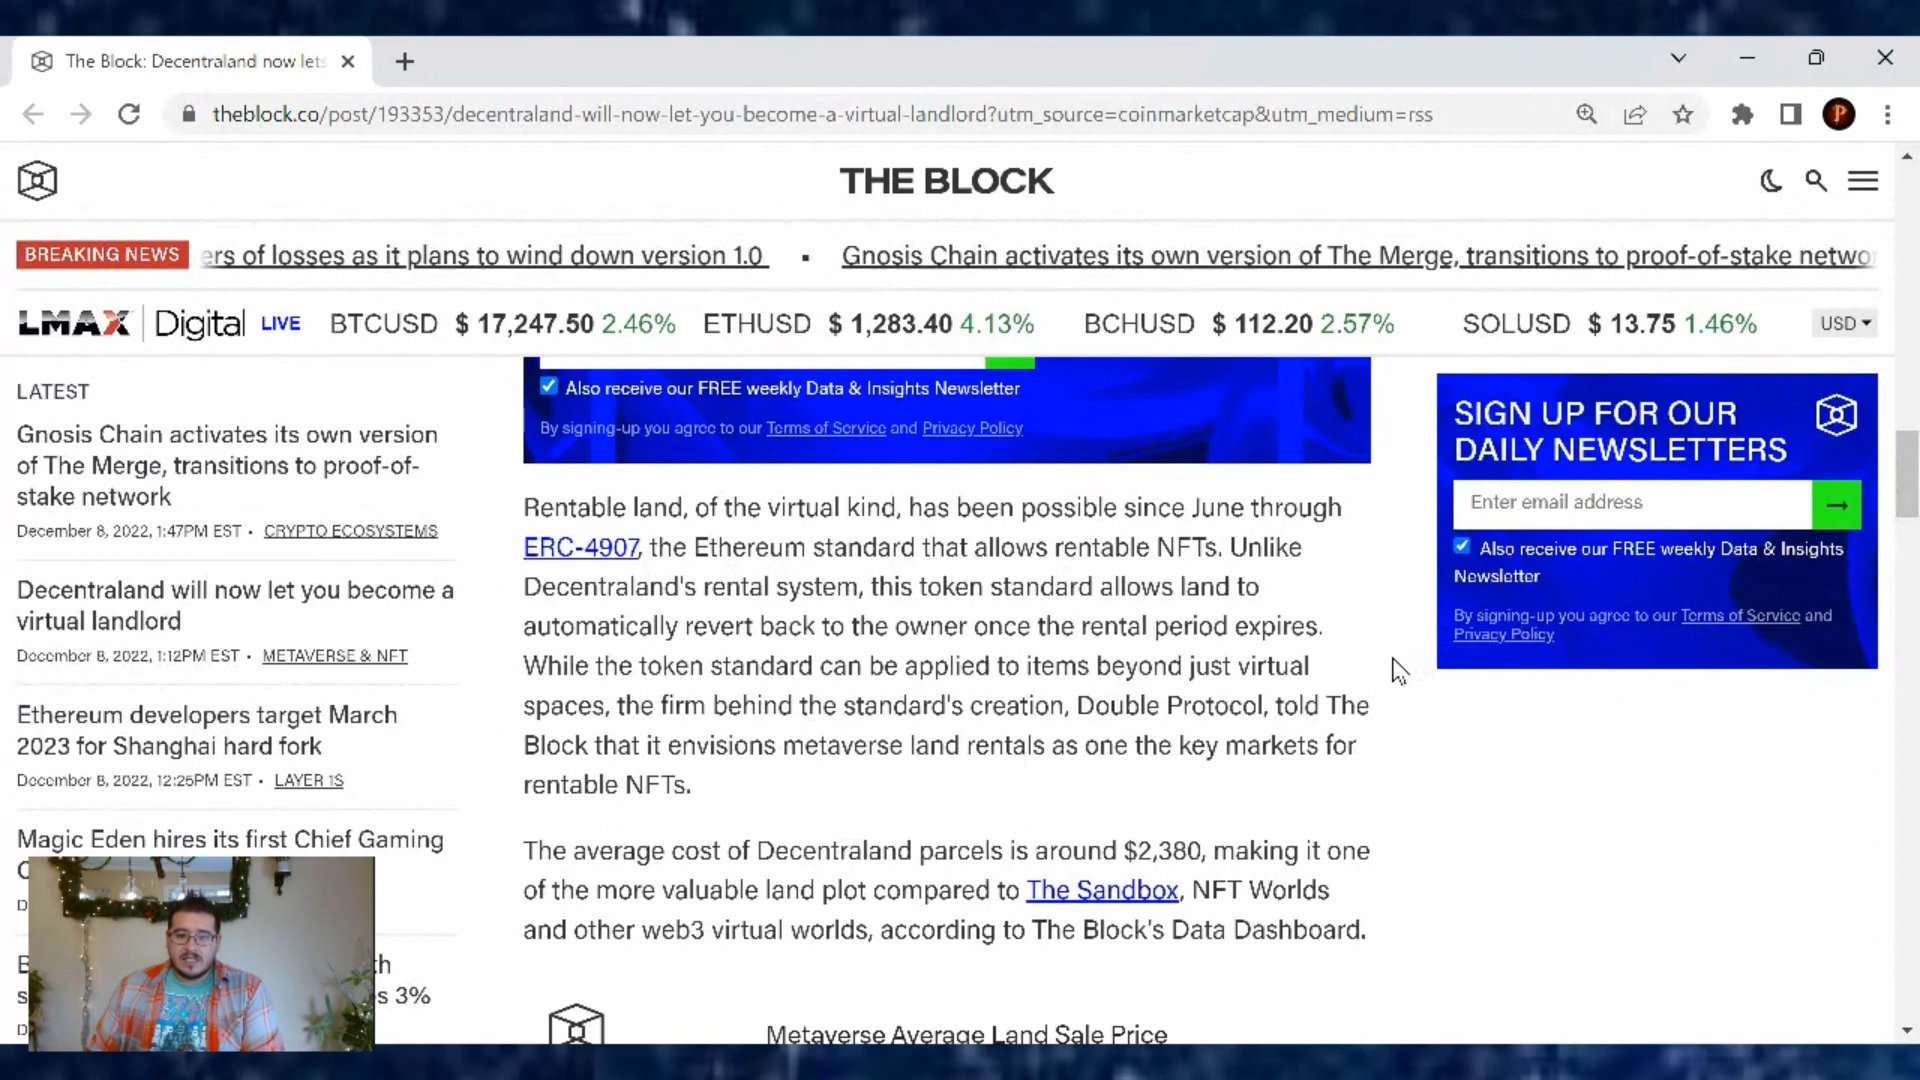 The Block: Decentraland now lets
theblock.co/post/193353/decentraland-will-now-let-you-become-a-virtual-landlord?utm_source=coinmarketcap&utm_medium=rss
THE BLOCK
BREAKING NEWS
ers of losses as it plans to wind down version 1.0 ▪ Gnosis Chain activates its own version of The Merge, transitions to proof-of-stake netwo
LMAX Digital LIVE BTCUSD $ 17,247.50 2.46% ETHUSD $ 1,283.40 4.13% BCHUSD $ 112.20 2.57% SOLUSD $ 13.75 1.46% USD
LATEST
Gnosis Chain activates its own version
of The Merge, transitions to proof-of-
stake network
December 8, 2022, 1:47PM EST • CRYPTO ECOSYSTEMS
Decentraland will now let you become a
virtual landlord
December 8, 2022, 1:12PM EST • METAVERSE & NFT
Ethereum developers target March
2023 for Shanghai hard fork
December 8, 2022, 12:25PM EST • LAYER 1S
Magic Eden hires its first Chief Gaming
s 3%
Also receive our FREE weekly Data & Insights Newsletter
By signing-up you agree to our Terms of Service and Privacy Policy
Rentable land, of the virtual kind, has been possible since June through
ERC-4907, the Ethereum standard that allows rentable NFTs. Unlike
Decentraland's rental system, this token standard allows land to
automatically revert back to the owner once the rental period expires.
While the token standard can be applied to items beyond just virtual
spaces, the firm behind the standard's creation, Double Protocol, told The
Block that it envisions metaverse land rentals as one the key markets for
rentable NFTs.
The average cost of Decentraland parcels is around $2,380, making it one
of the more valuable land plot compared to The Sandbox, NFT Worlds
and other web3 virtual worlds, according to The Block's Data Dashboard.
Metaverse Average Land Sale Price
SIGN UP FOR OUR
DAILY NEWSLETTERS
Enter email address
Also receive our FREE weekly Data & Insights
Newsletter
By signing-up you agree to our Terms of Service and
Privacy Policy